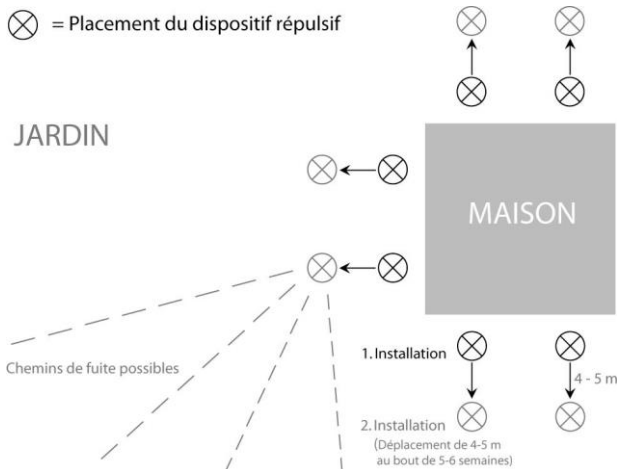 = Placement du dispositif répulsif
JARDIN
MAISON
Chemins de fuite possibles
1. Installation
4 - 5 m
2. Installation
(Déplacement de 4-5 m
au bout de 5-6 semaines)